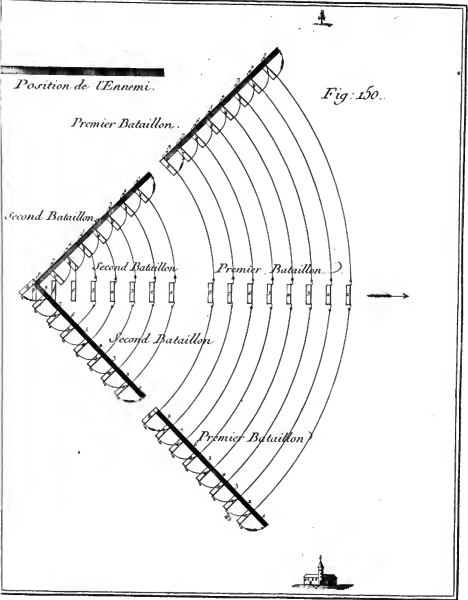 Position de l'Ennemi.
Fig: 150.
Premier Bataillon.
Second Bataillon
Second Bataillon
Premier Bataillon
Second Bataillon
Premier Bataillon